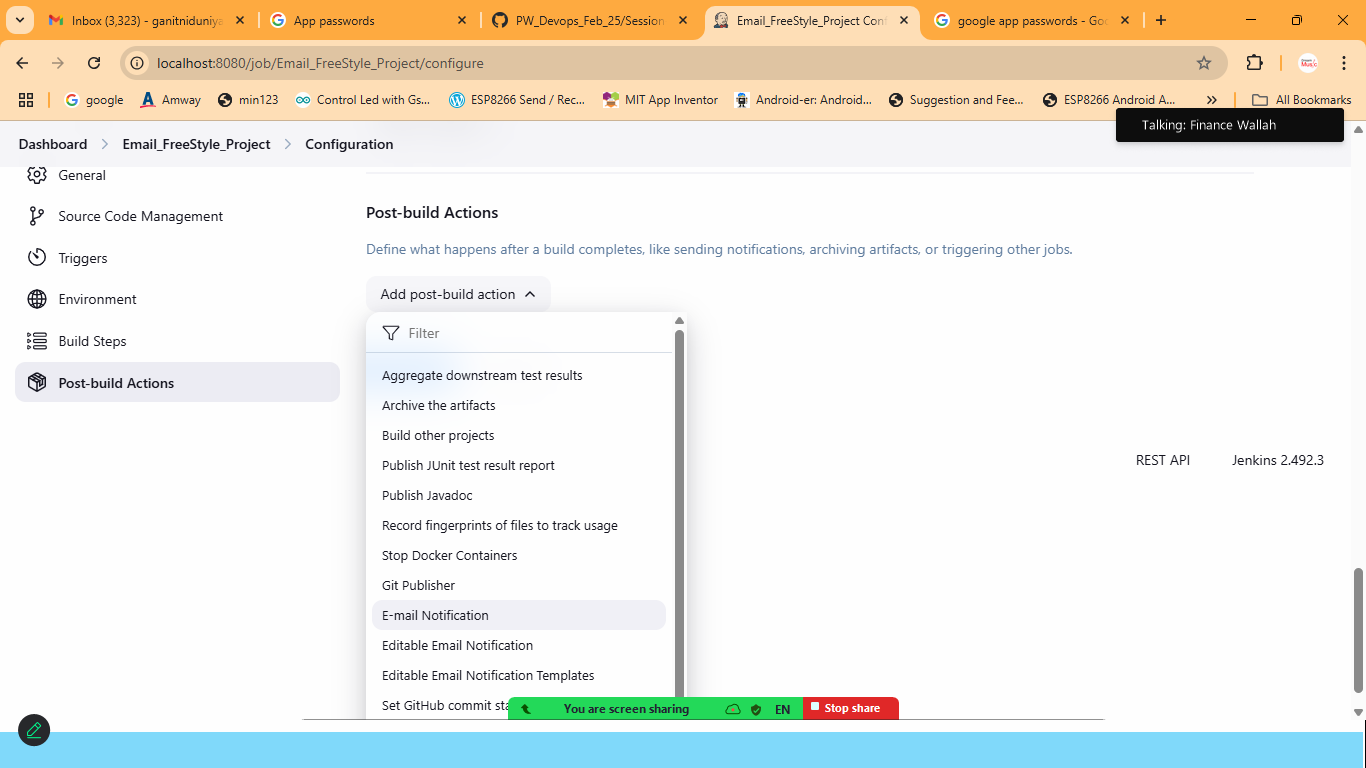 Inbox (3,323) - ganitniduniya
App passwords
PW_Devops_Feb_25/Session
Email_FreeStyle_Project Conf
google app passwords - Goo
localhost:8080/job/Email_FreeStyle_Project/configure
google
Amway
min123
Control Led with Gs...
ESP8266 Send / Rec...
MIT App Inventor
Android-er: Android...
Suggestion and Fee...
ESP8266 Android A...
All Bookmarks
Talking: Finance Wallah
Dashboard
Email_FreeStyle_Project
Configuration
General
Source Code Management
Triggers
Environment
Build Steps
Post-build Actions
Post-build Actions
Define what happens after a build completes, like sending notifications, archiving artifacts, or triggering other jobs.
Add post-build action
Filter
Aggregate downstream test results
Archive the artifacts
Build other projects
Publish JUnit test result report
Publish Javadoc
Record fingerprints of files to track usage
Stop Docker Containers
Git Publisher
E-mail Notification
Editable Email Notification
Editable Email Notification Templates
Set GitHub commit sta
REST API
Jenkins 2.492.3
You are screen sharing
EN
Stop share